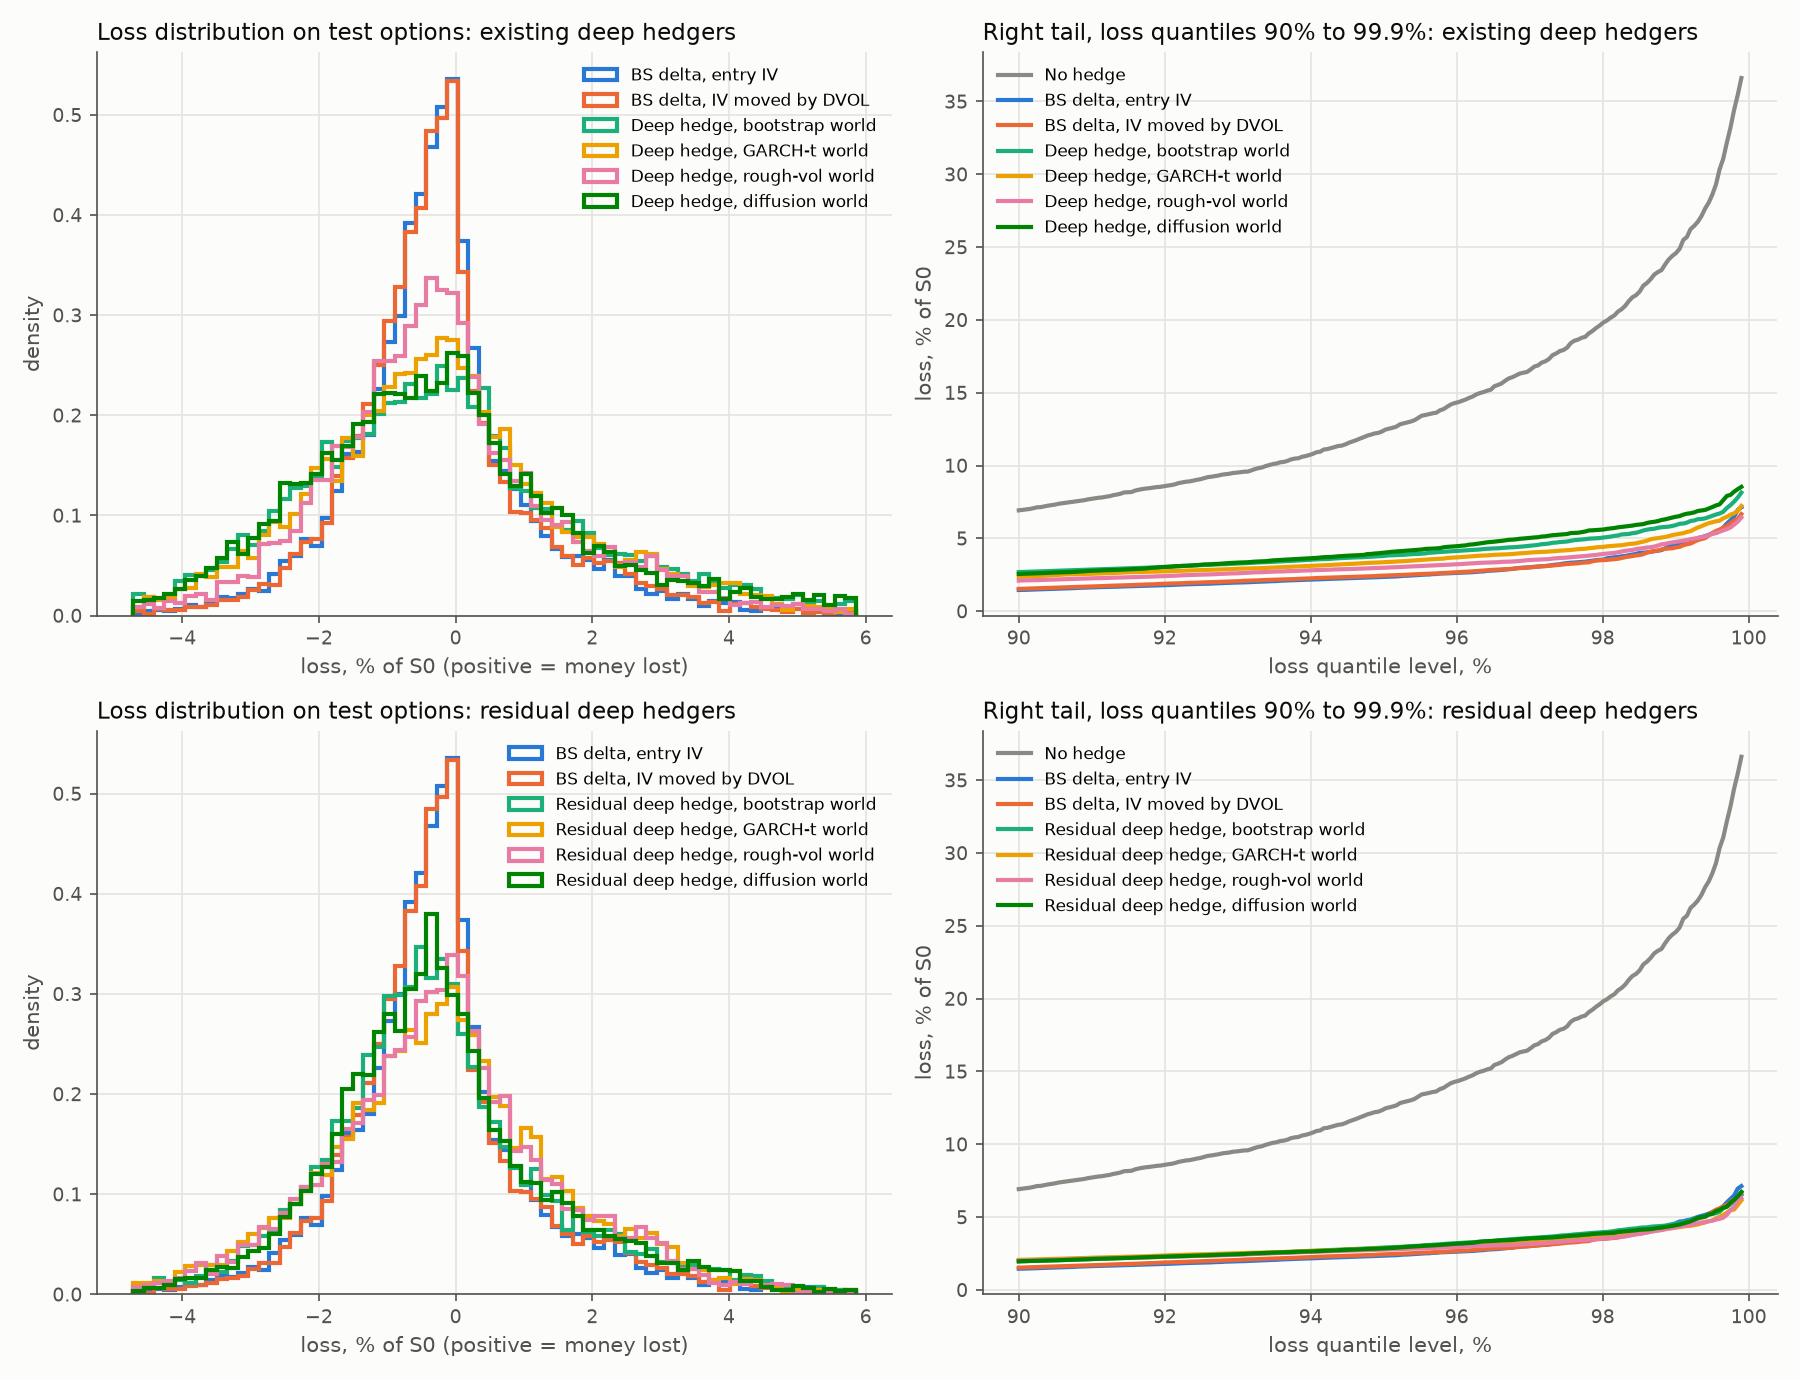 Loss distribution on test options: existing deep hedgers
BS delta, entry IV
BS delta, IV moved by DVOL
Deep hedge, bootstrap world
Deep hedge, GARCH-t world
Deep hedge, rough-vol world
Deep hedge, diffusion world
density
0.5
0.4
0.3
0.2
0.1
0.0
−4
−2
0
2
4
6
loss, % of S0 (positive = money lost)
Right tail, loss quantiles 90% to 99.9%: existing deep hedgers
No hedge
BS delta, entry IV
BS delta, IV moved by DVOL
Deep hedge, bootstrap world
Deep hedge, GARCH-t world
Deep hedge, rough-vol world
Deep hedge, diffusion world
loss, % of S0
35
30
25
20
15
10
5
0
90
92
94
96
98
100
loss quantile level, %
Loss distribution on test options: residual deep hedgers
BS delta, entry IV
BS delta, IV moved by DVOL
Residual deep hedge, bootstrap world
Residual deep hedge, GARCH-t world
Residual deep hedge, rough-vol world
Residual deep hedge, diffusion world
density
0.5
0.4
0.3
0.2
0.1
0.0
−4
−2
0
2
4
6
loss, % of S0 (positive = money lost)
Right tail, loss quantiles 90% to 99.9%: residual deep hedgers
No hedge
BS delta, entry IV
BS delta, IV moved by DVOL
Residual deep hedge, bootstrap world
Residual deep hedge, GARCH-t world
Residual deep hedge, rough-vol world
Residual deep hedge, diffusion world
loss, % of S0
35
30
25
20
15
10
5
0
90
92
94
96
98
100
loss quantile level, %